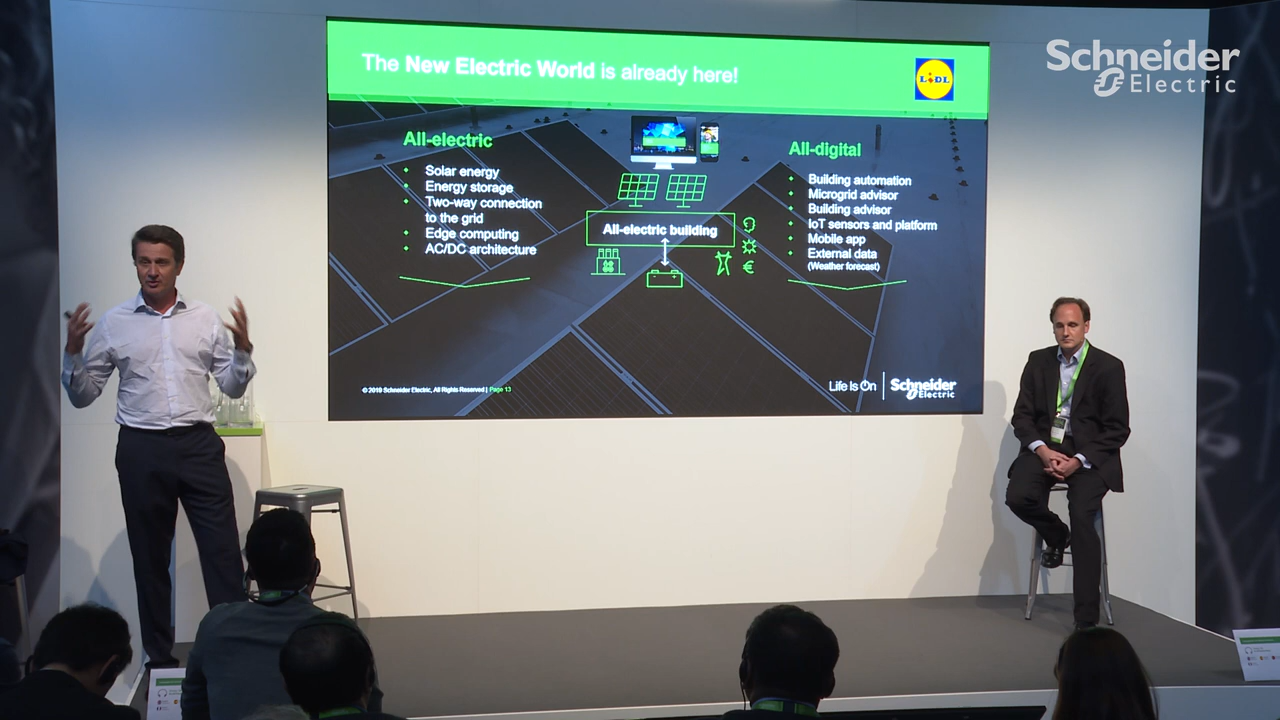 Schneider
Electric
The New Electric World is already here!
LIDL
All-electric
• Solar energy
• Energy storage
• Two-way connection
to the grid
• Edge computing
• AC/DC architecture
All-electric building
€
All-digital
• Building automation
• Microgrid advisor
• Building advisor
• IoT sensors and platform
• Mobile app
• External data
(Weather forecast)
© 2019 Schneider Electric, All Rights Reserved | Page 13
Life Is On | Schneider
Electric